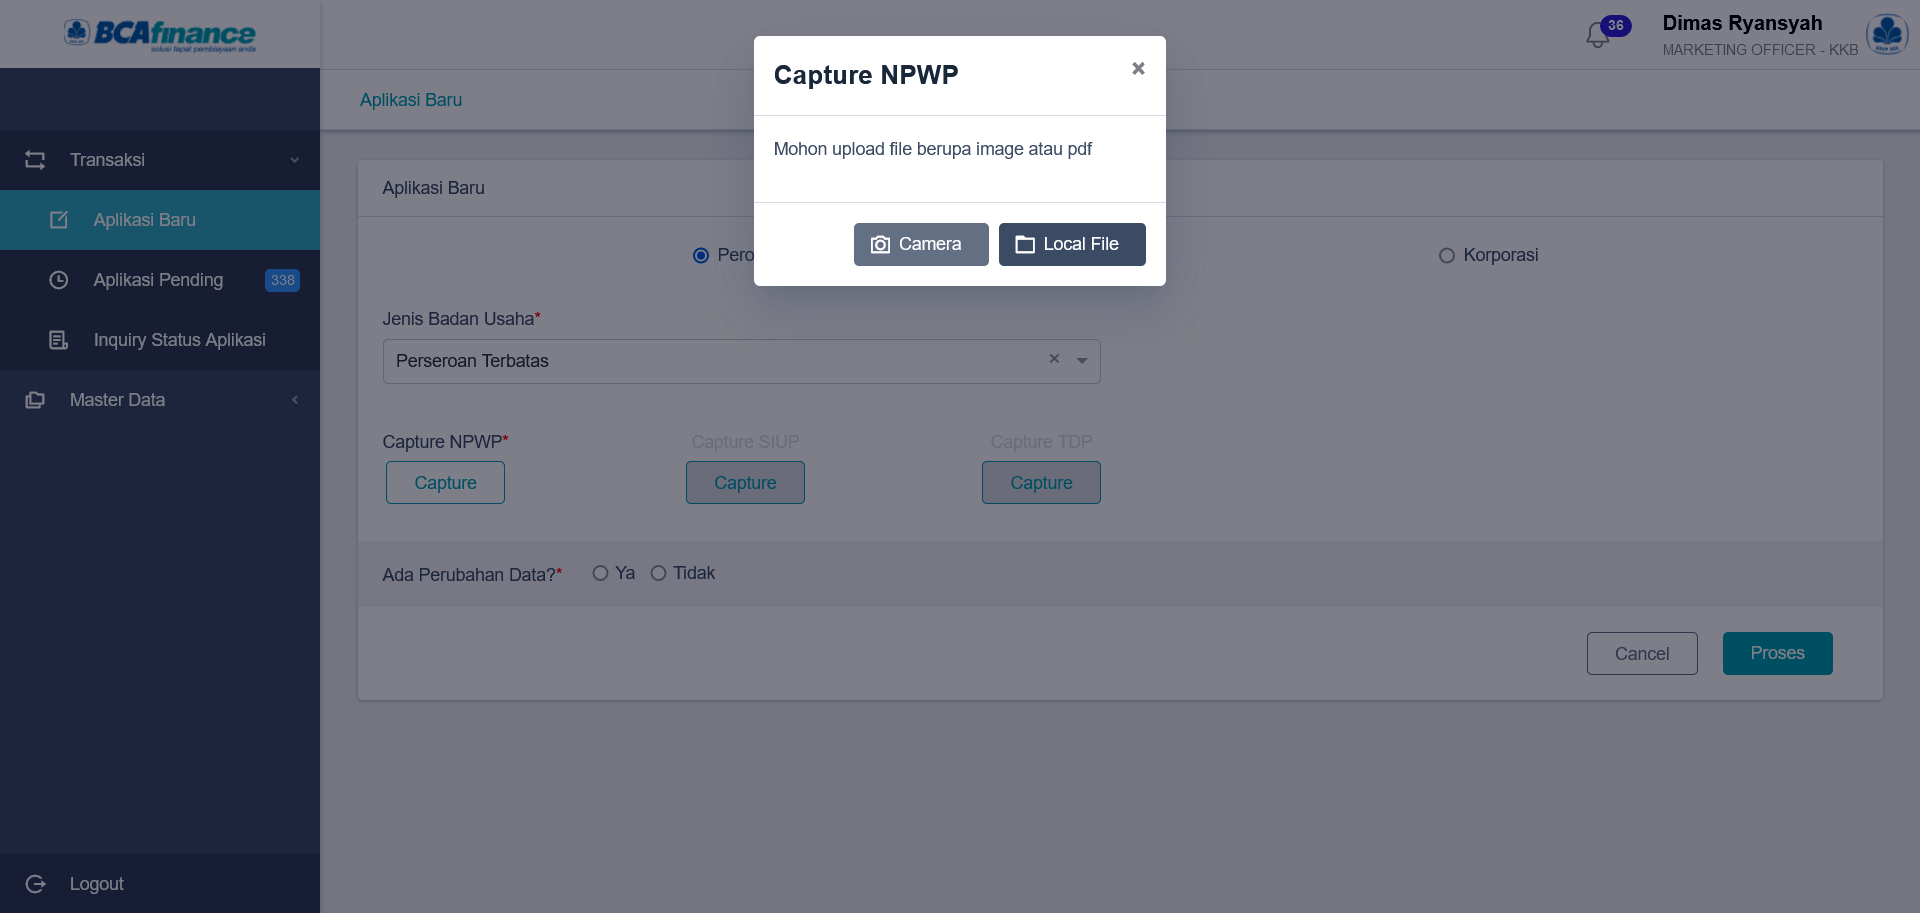 BCAfinance
solusi tepat pembiayaan anda
36
Dimas Ryansyah
MARKETING OFFICER - KKB
Aplikasi Baru
Transaksi
Aplikasi Baru
Aplikasi Pending
338
Inquiry Status Aplikasi
Master Data
Logout
Capture NPWP
×
Mohon upload file berupa image atau pdf
Camera
Local File
Aplikasi Baru
Korporasi
Jenis Badan Usaha*
Perseroan Terbatas
Capture NPWP*
Capture SIUP
Capture TDP
Capture
Capture
Capture
Ada Perubahan Data?*
Ya
Tidak
Cancel
Proses